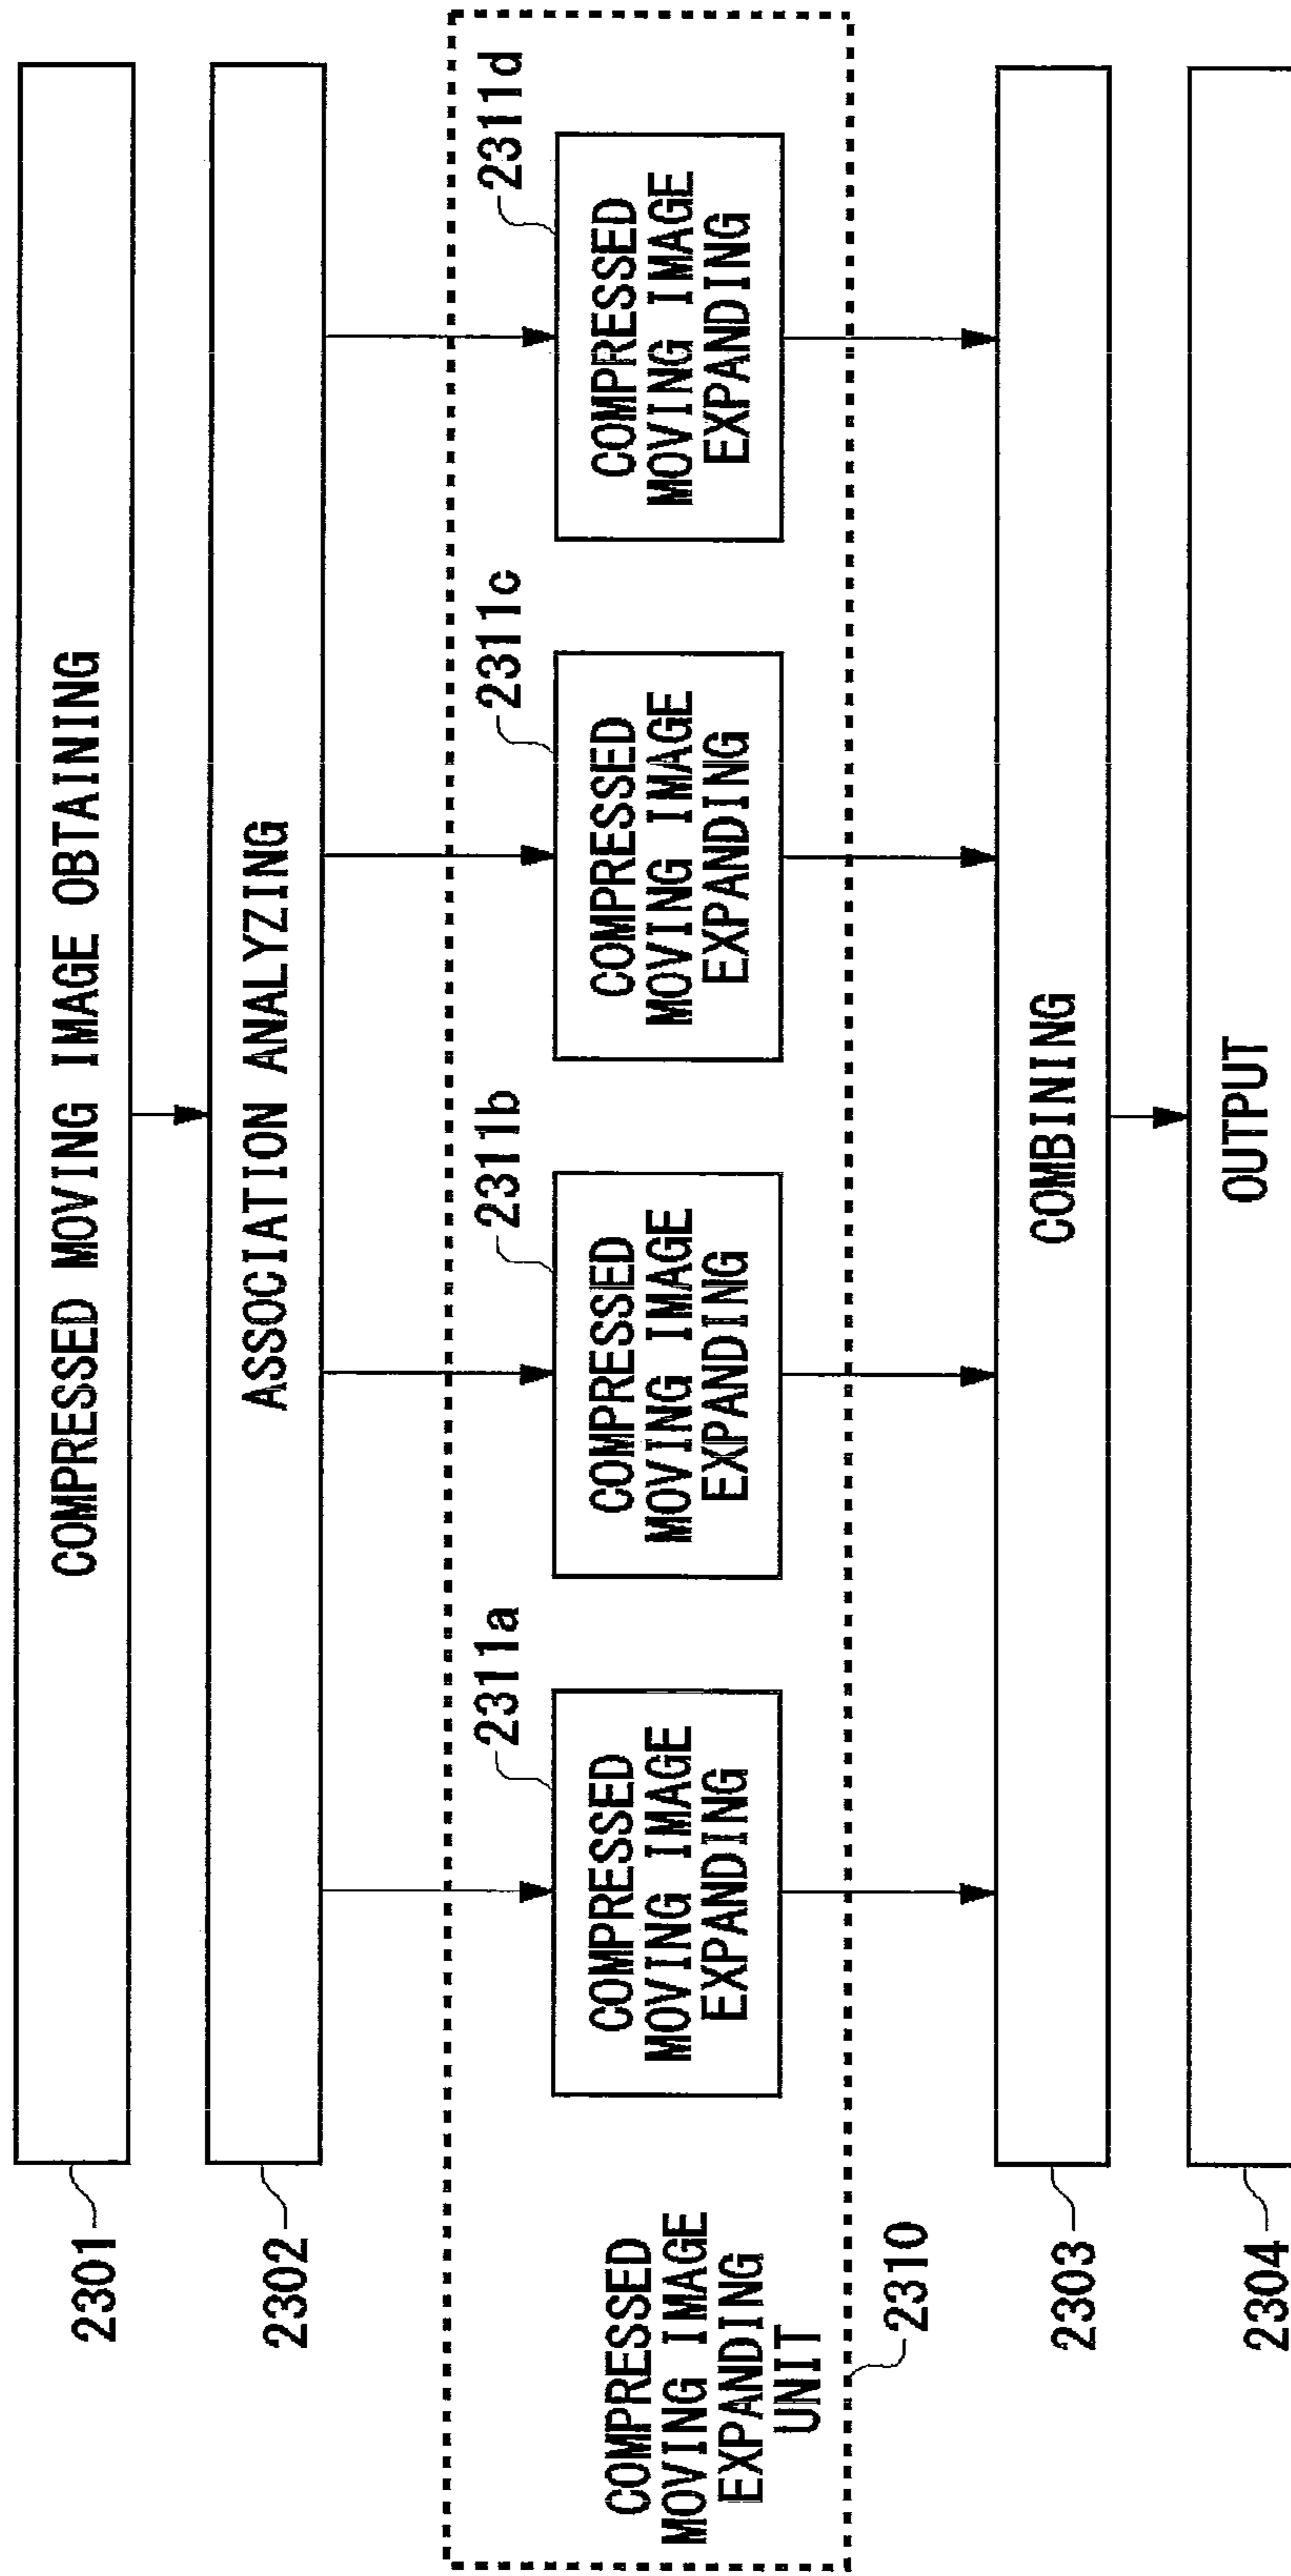 2301
COMPRESSED MOVING IMAGE OBTAINING
2302
ASSOCIATION ANALYZING
2311a
2311b
2311c
2311d
COMPRESSED
MOVING IMAGE
EXPANDING
UNIT
COMPRESSED
MOVING IMAGE
EXPANDING
COMPRESSED
MOVING IMAGE
EXPANDING
COMPRESSED
MOVING IMAGE
EXPANDING
COMPRESSED
MOVING IMAGE
EXPANDING
2310
2303
COMBINING
2304
OUTPUT